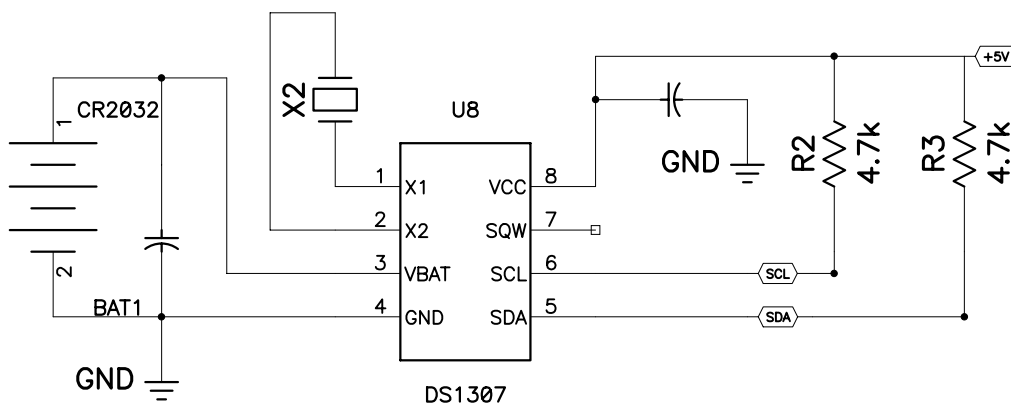 +5V
CR2032
1
X2
U8
GND
R2
4.7k
R3
4.7k
1
X1
VCC
8
2
X2
SQW
7
2
3
VBAT
SCL
6
SCL
BAT1
4
GND
SDA
5
SDA
GND
DS1307